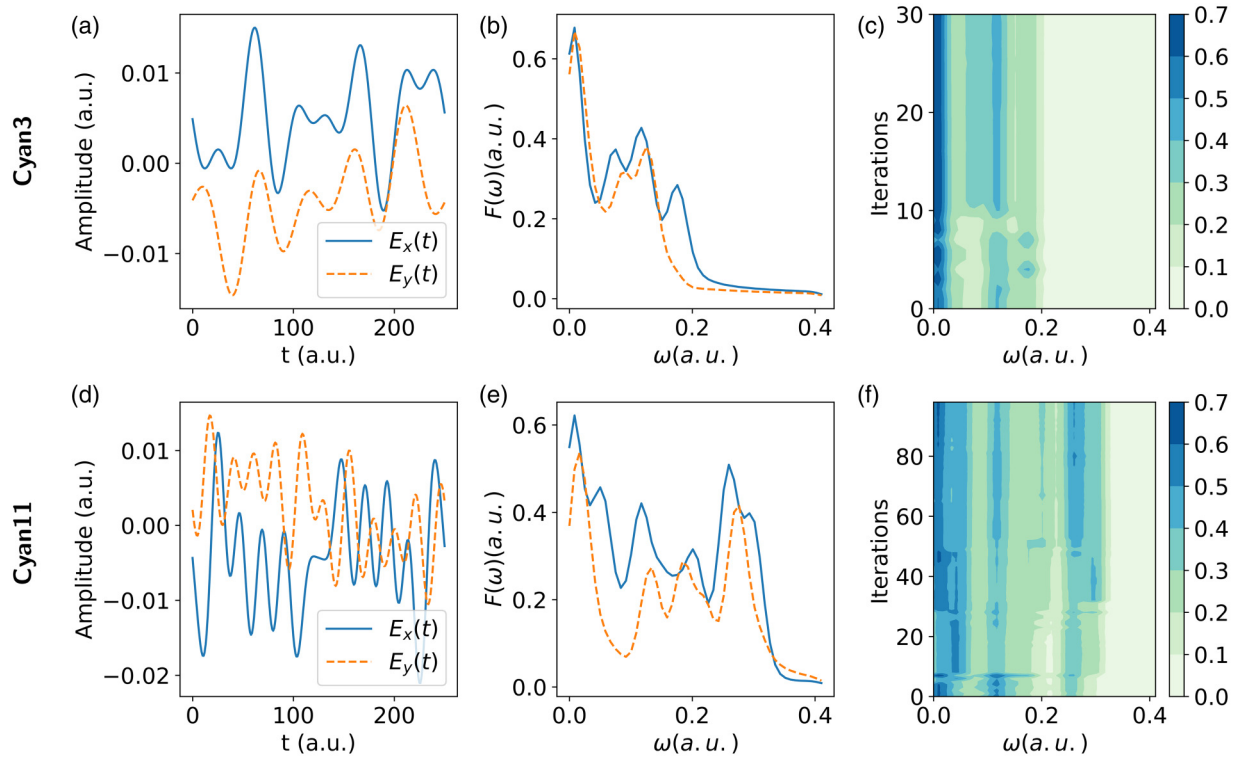 (a)
(b)
(c)
Cyan3
Amplitude (a.u.)
0.01
0.00
−0.01
E_x(t)
E_y(t)
0 100 200
t (a.u.)
F(ω)(a.u.)
0.6
0.4
0.2
0.0
0.0 0.2 0.4
ω(a.u.)
Iterations
30
20
10
0
0.0 0.2 0.4
ω(a.u.)
0.7
0.6
0.5
0.4
0.3
0.2
0.1
0.0
(d)
(e)
(f)
Cyan11
Amplitude (a.u.)
0.01
0.00
−0.01
−0.02
E_x(t)
E_y(t)
0 100 200
t (a.u.)
F(ω)(a.u.)
0.6
0.4
0.2
0.0
0.0 0.2 0.4
ω(a.u.)
Iterations
80
60
40
20
0
0.0 0.2 0.4
ω(a.u.)
0.7
0.6
0.5
0.4
0.3
0.2
0.1
0.0